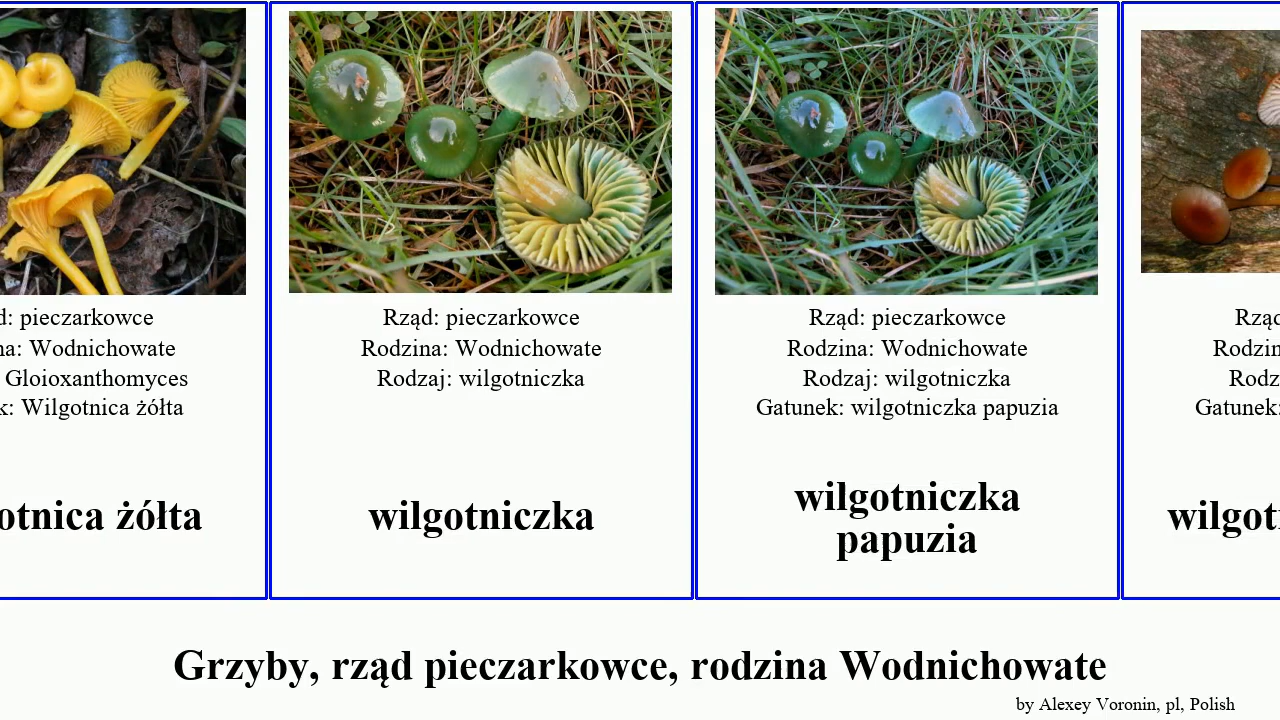 d: pieczarkowce
na: Wodnichowate
Gloioxanthomyces
k: Wilgotnica żółta
otnica żółta
Rząd: pieczarkowce
Rodzina: Wodnichowate
Rodzaj: wilgotniczka
wilgotniczka
Rząd: pieczarkowce
Rodzina: Wodnichowate
Rodzaj: wilgotniczka
Gatunek: wilgotniczka papuzia
wilgotniczka
papuzia
Rząd
Rodzin
Rodz
Gatunek:
wilgot
Grzyby, rząd pieczarkowce, rodzina Wodnichowate
by Alexey Voronin, pl, Polish